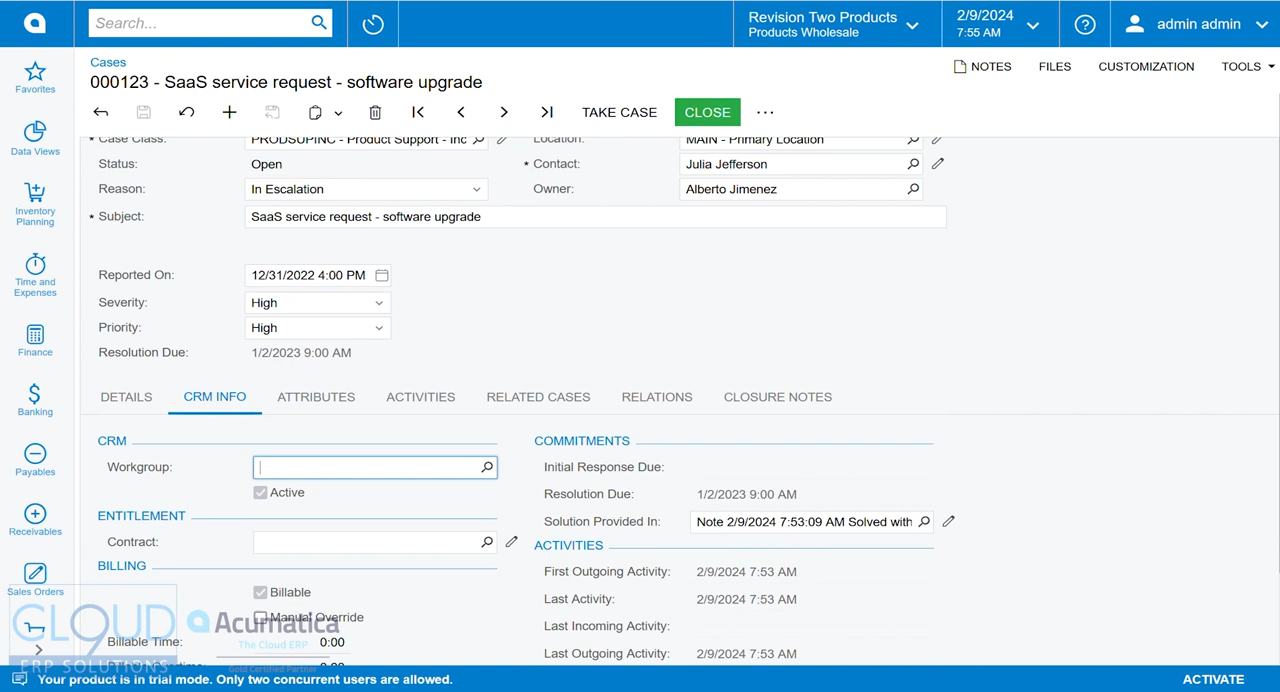 Search...
Revision Two Products
Products Wholesale
2/9/2024
7:55 AM
admin admin
Favorites
Data Views
Inventory
Planning
Time and
Expenses
Finance
Banking
Payables
Receivables
Sales Orders
Cases
000123 - SaaS service request - software upgrade
NOTES FILES CUSTOMIZATION TOOLS
TAKE CASE CLOSE ...
* Case Class: PRODSUPINC - Product Support - Inc
Location: MAIN - Primary Location
Status: Open
* Contact: Julia Jefferson
Reason: In Escalation
Owner: Alberto Jimenez
* Subject: SaaS service request - software upgrade
Reported On: 12/31/2022 4:00 PM
Severity: High
Priority: High
Resolution Due: 1/2/2023 9:00 AM
DETAILS CRM INFO ATTRIBUTES ACTIVITIES RELATED CASES RELATIONS CLOSURE NOTES
CRM
Workgroup:
Active
ENTITLEMENT
Contract:
BILLING
Billable
Manual Override
Billable Time: 0:00
COMMITMENTS
Initial Response Due:
Resolution Due: 1/2/2023 9:00 AM
Solution Provided In: Note 2/9/2024 7:53:09 AM Solved with
ACTIVITIES
First Outgoing Activity: 2/9/2024 7:53 AM
Last Activity: 2/9/2024 7:53 AM
Last Incoming Activity:
Last Outgoing Activity: 2/9/2024 7:53 AM
CLOUD 9
ERP SOLUTIONS
Acumatica
The Cloud ERP
Gold Certified Partner
Your product is in trial mode. Only two concurrent users are allowed.
ACTIVATE